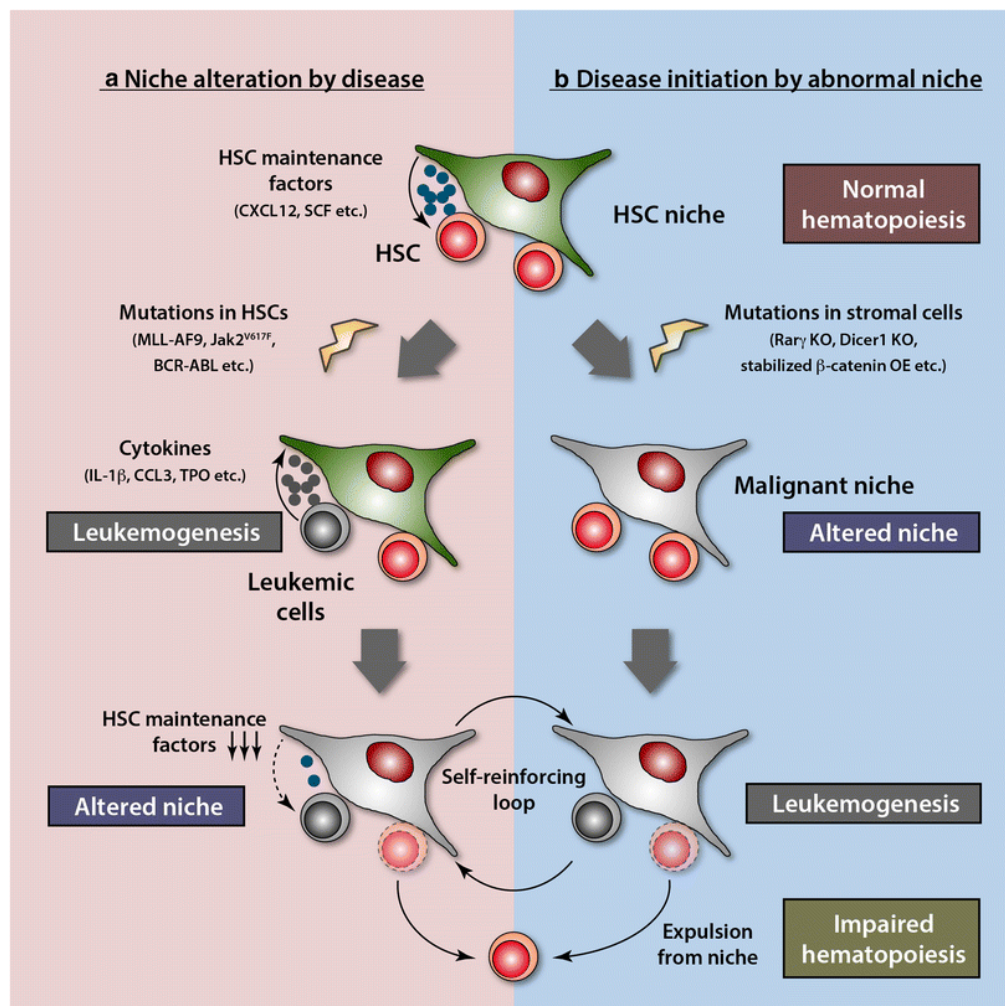 a Niche alteration by disease
b Disease initiation by abnormal niche
HSC maintenance
factors
(CXCL12, SCF etc.)
HSC
HSC niche
Normal
hematopoiesis
Mutations in HSCs
(MLL-AF9, Jak2V617F,
BCR-ABL etc.)
Mutations in stromal cells
(Rarγ KO, Dicer1 KO,
stabilized β-catenin OE etc.)
Cytokines
(IL-1β, CCL3, TPO etc.)
Leukemogenesis
Leukemic
cells
Malignant niche
Altered niche
HSC maintenance
factors ↓↓↓
Altered niche
Self-reinforcing
loop
Leukemogenesis
Expulsion
from niche
Impaired
hematopoiesis